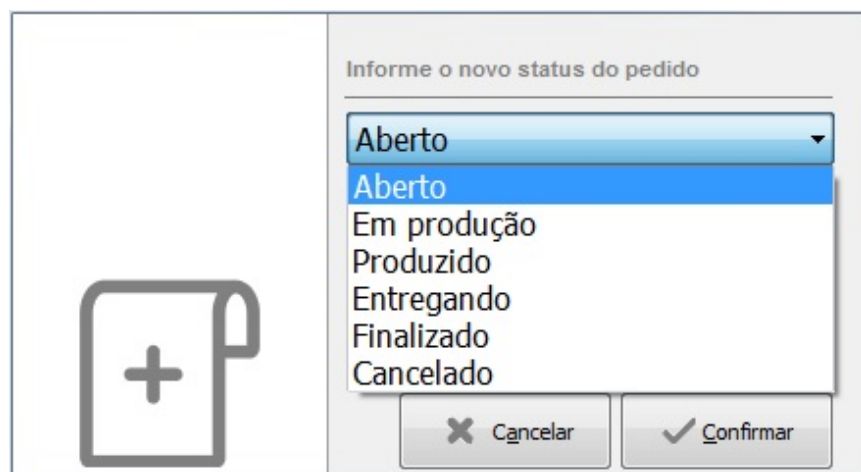 Informe o novo status do pedido
Aberto
Aberto
Em produção
Produzido
Entregando
Finalizado
Cancelado
Cancelar
Confirmar